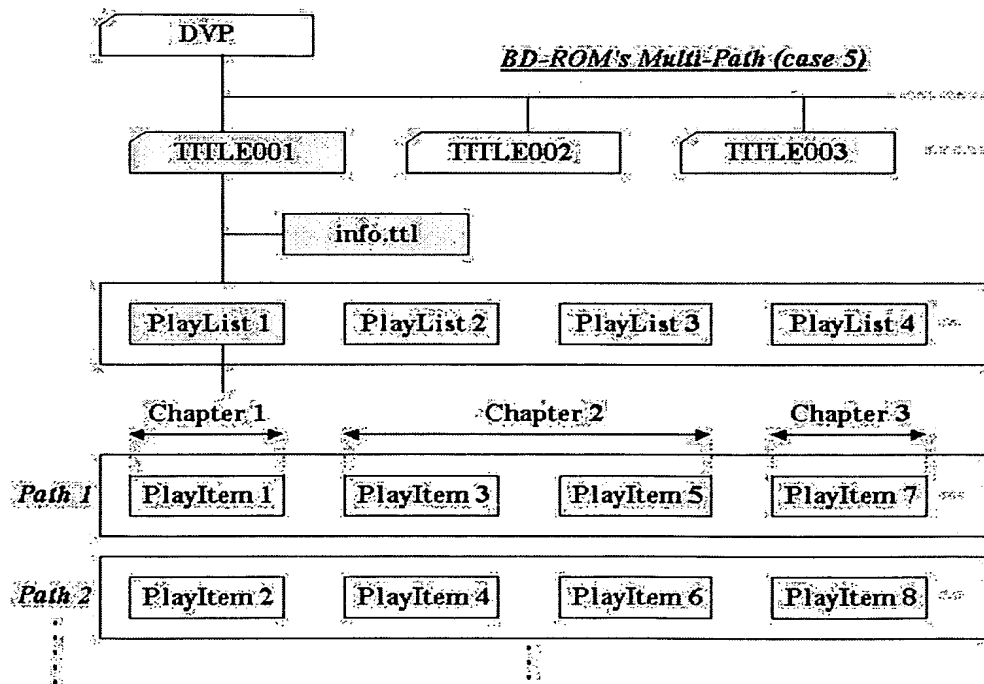 DVP
BD-ROM's Multi-Path (case 5)
TITLE001 TITLE002 TITLE003
info.ttl
PlayList 1 PlayList 2 PlayList 3 PlayList 4
Chapter 1 Chapter 2 Chapter 3
Path 1 PlayItem 1 PlayItem 3 PlayItem 5 PlayItem 7
Path 2 PlayItem 2 PlayItem 4 PlayItem 6 PlayItem 8